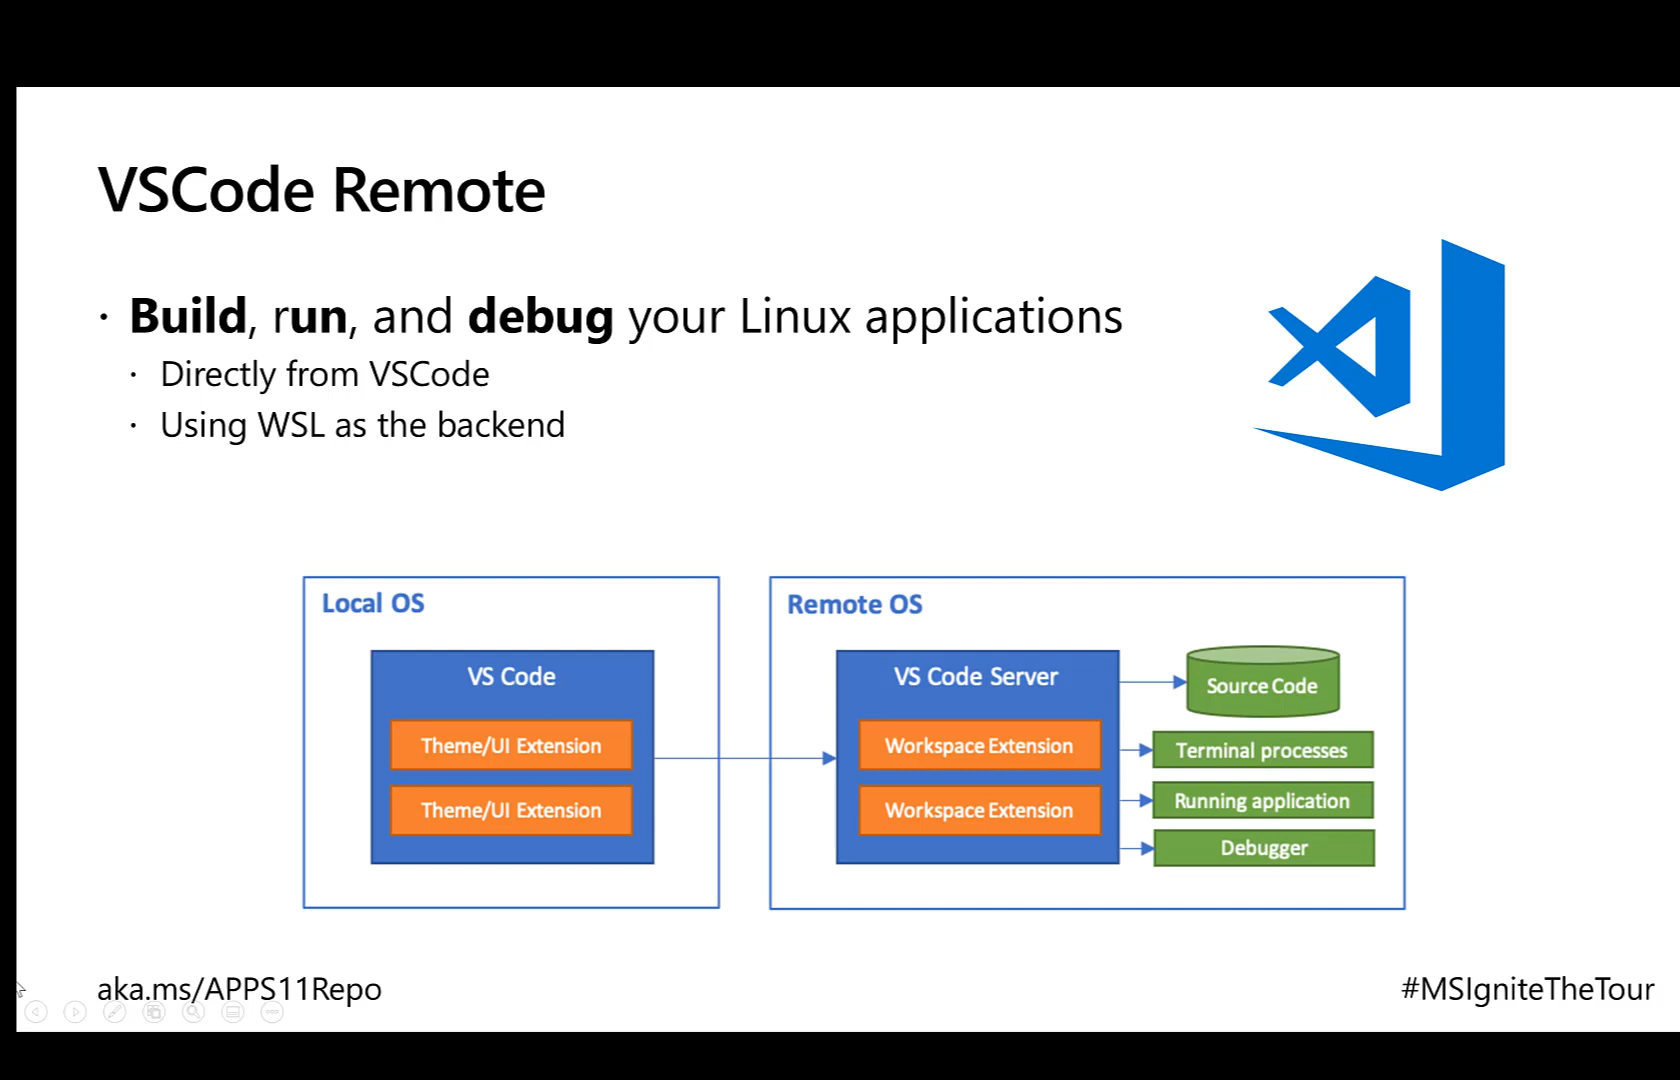 VSCode Remote
· Build, run, and debug your Linux applications
· Directly from VSCode
· Using WSL as the backend
Local OS
VS Code
Theme/UI Extension
Theme/UI Extension
Remote OS
VS Code Server
Workspace Extension
Workspace Extension
Source Code
Terminal processes
Running application
Debugger
aka.ms/APPS11Repo
#MSIgniteTheTour